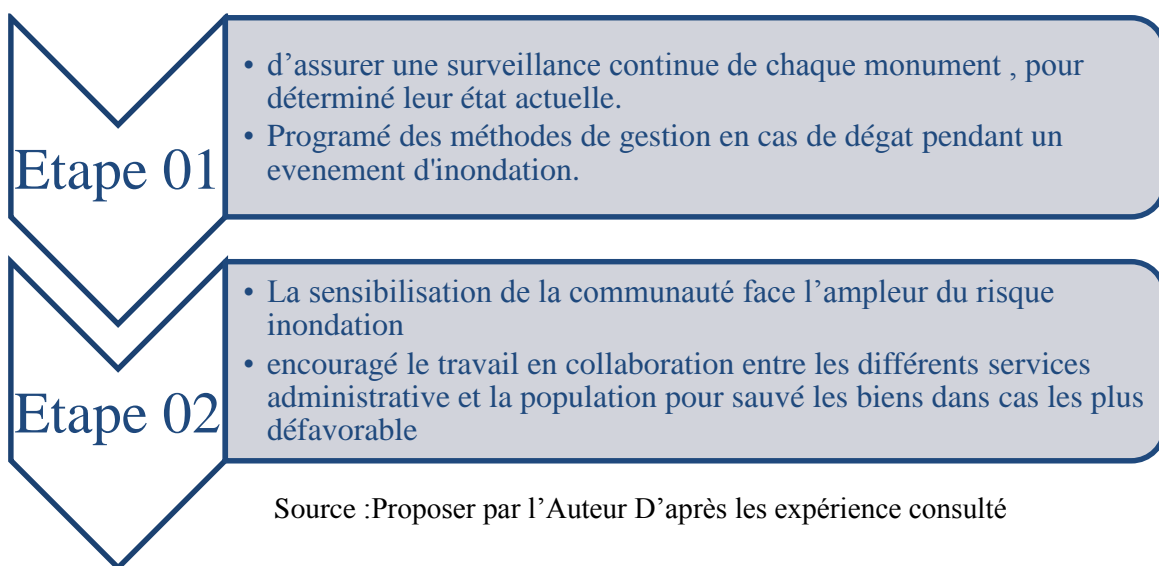 Etape 01
• d’assurer une surveillance continue de chaque monument , pour
déterminé leur état actuelle.
• Programé des méthodes de gestion en cas de dégat pendant un
evenement d'inondation.
Etape 02
• La sensibilisation de la communauté face l’ampleur du risque
inondation
• encouragé le travail en collaboration entre les différents services
administrative et la population pour sauvé les biens dans cas les plus
défavorable
Source :Proposer par l’Auteur D’après les expérience consulté